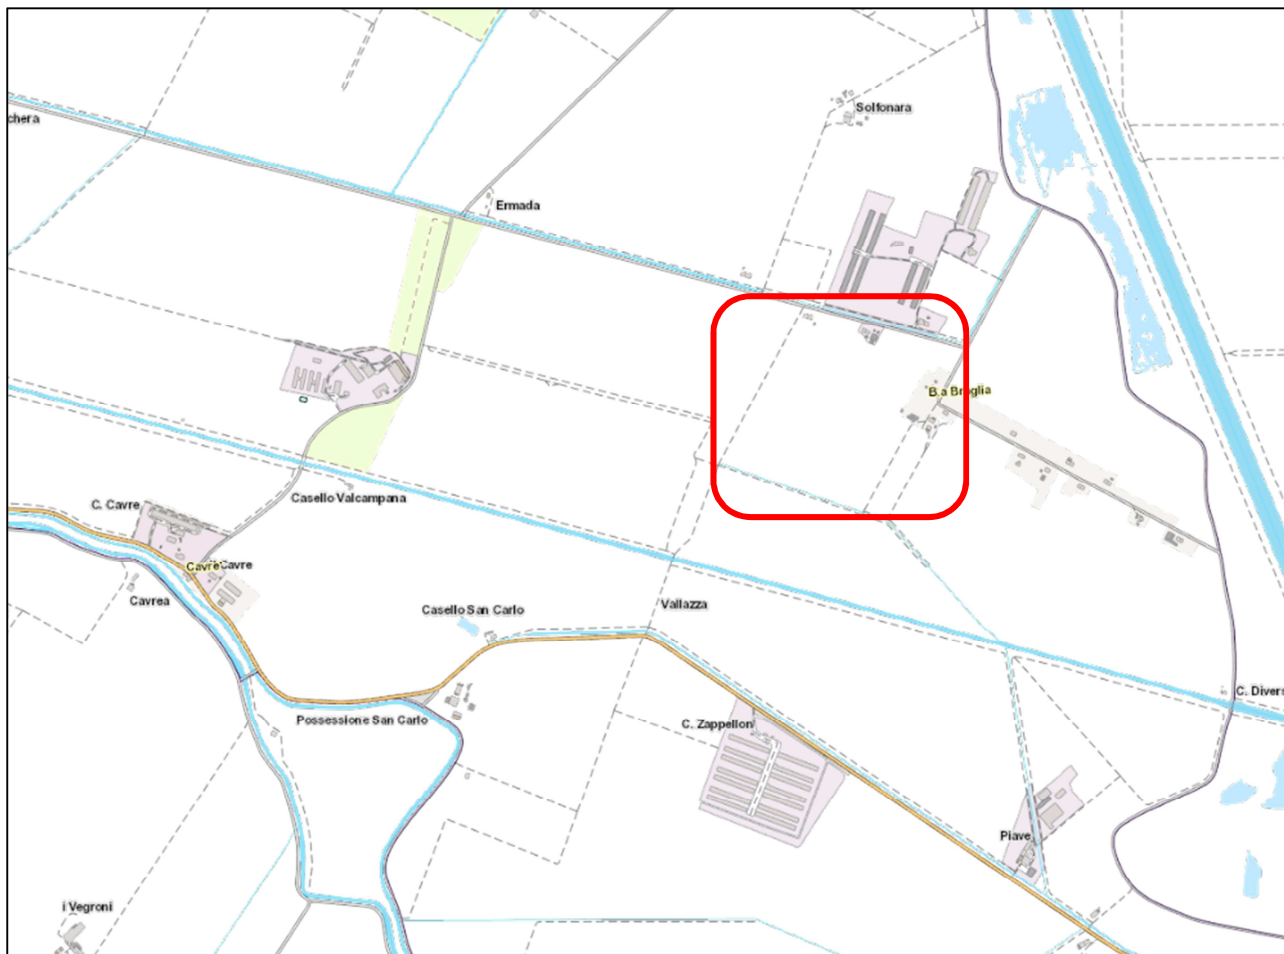 Solfonara
chera
Ermada
B.a Broglia
Casello Valcampana
C. Cavre
Cavre
Cavre
Cavrea
Casello San Carlo
Vallazza
C. Divers
Possessione San Carlo
C. Zappellon
Piave
i Vegroni